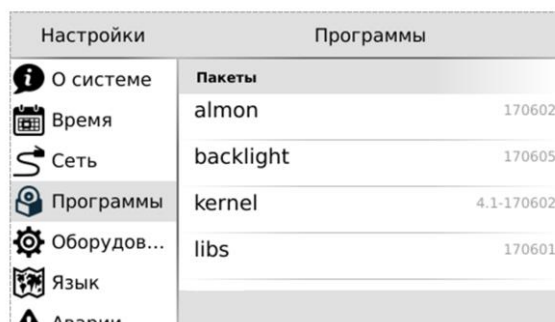 Настройки
Программы
О системе
Время
Сеть
Программы
Оборудов...
Язык
Аварии
Пакеты
almon 170602
backlight 170605
kernel 4.1-170602
libs 170601